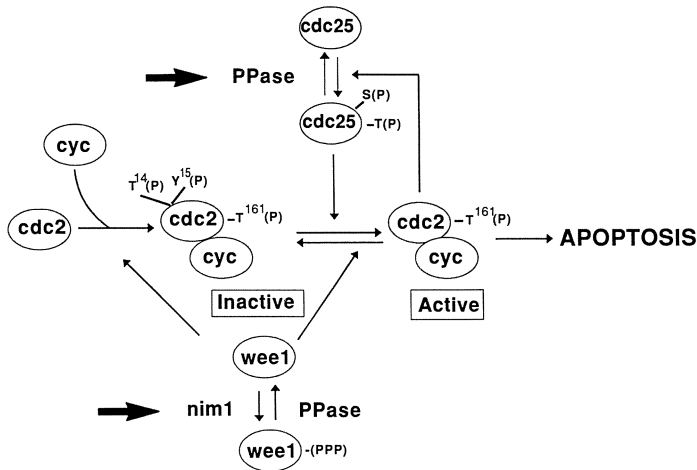 cdc25
PPase
S(P)
cdc25 –T(P)
cyc
T14(P) Y15(P)
cdc2
cdc2 –T161(P)
cyc
cdc2 –T161(P)
cyc
APOPTOSIS
Inactive
Active
wee1
nim1
PPase
wee1 -(PPP)